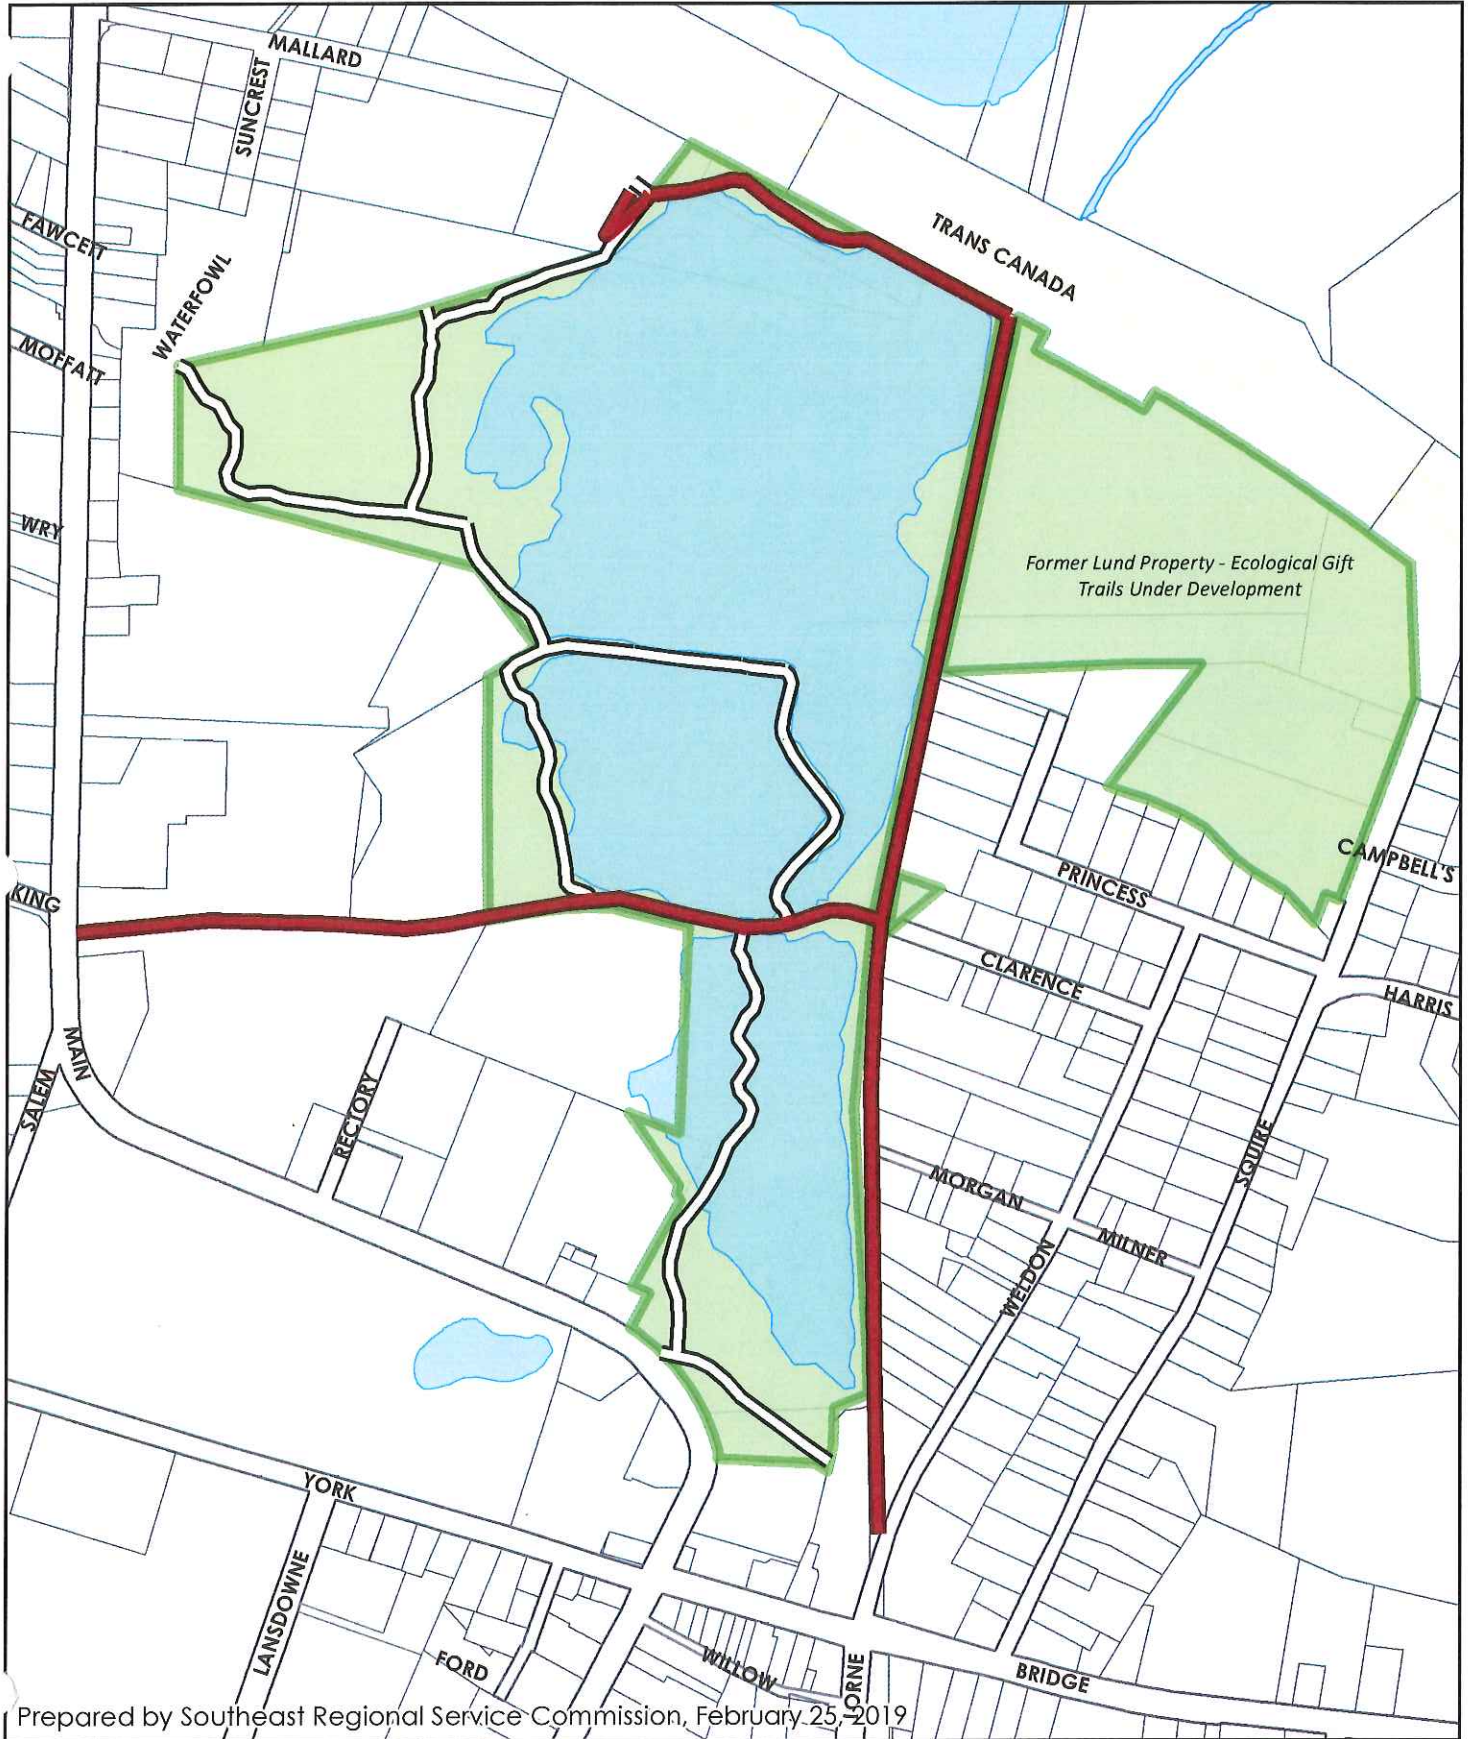 MALLARD
SUNCREST
FAWCETT
WATERFOWL
TRANS CANADA
MOFFATT
WRY
Former Lund Property - Ecological Gift
Trails Under Development
KING
PRINCESS
CAMPBELL'S
CLARENCE
HARRIS
MAIN
SALEM
RECTORY
MORGAN
SQUIRE
MILNER
WELDON
YORK
LANSDOWNE
FORD
WILLOW
ORNE
BRIDGE
Prepared by Southeast Regional Service Commission, February 25, 2019